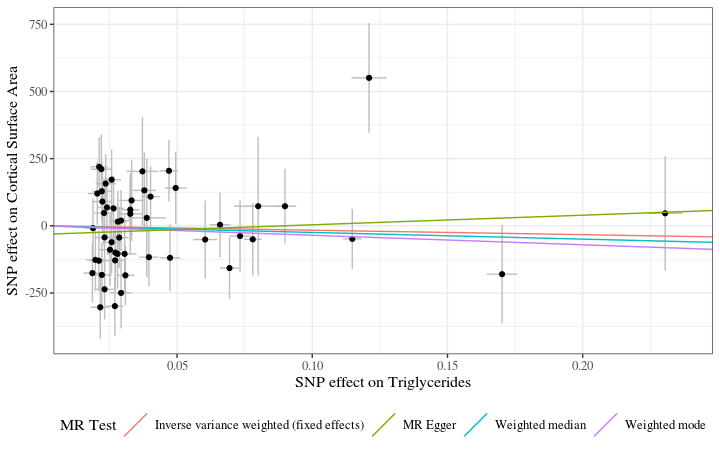 750
500
250
0
-250
SNP effect on Cortical Surface Area
0.05 0.10 0.15 0.20
SNP effect on Triglycerides
MR Test Inverse variance weighted (fixed effects) MR Egger Weighted median Weighted mode